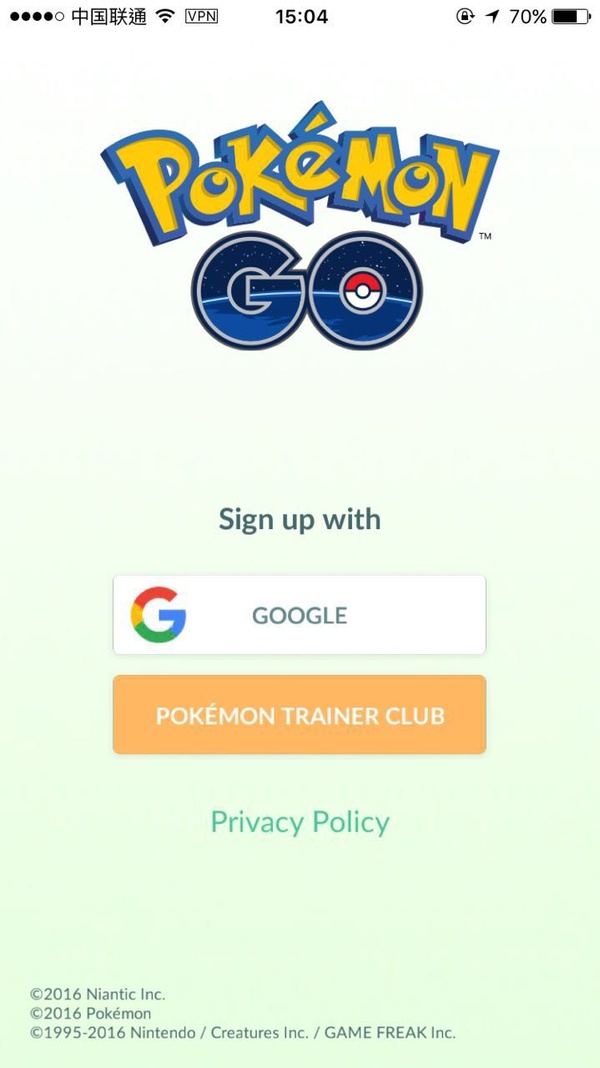 中国联通 VPN 15:04 70%
POKÉMON
TM
GO
Sign up with
GOOGLE
POKÉMON TRAINER CLUB
Privacy Policy
©2016 Niantic Inc.
©2016 Pokémon
©1995-2016 Nintendo / Creatures Inc. / GAME FREAK Inc.